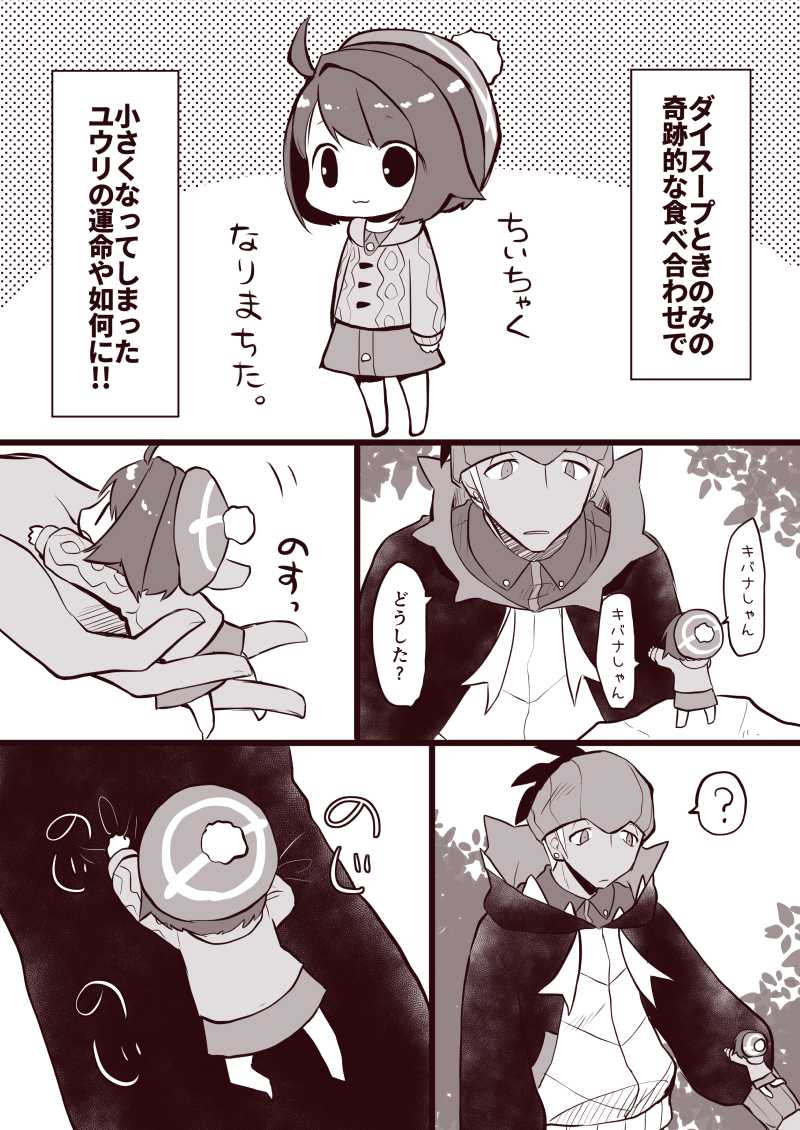 ダイスープときのみの
奇跡的な食べ合わせで
ちいちゃく
なりまちた。
小さくなってしまった
ユウリの運命や如何に!!
キバナしゃん
キバナしゃん
どうした?
のすっ
?
のじ
のじ
のじ